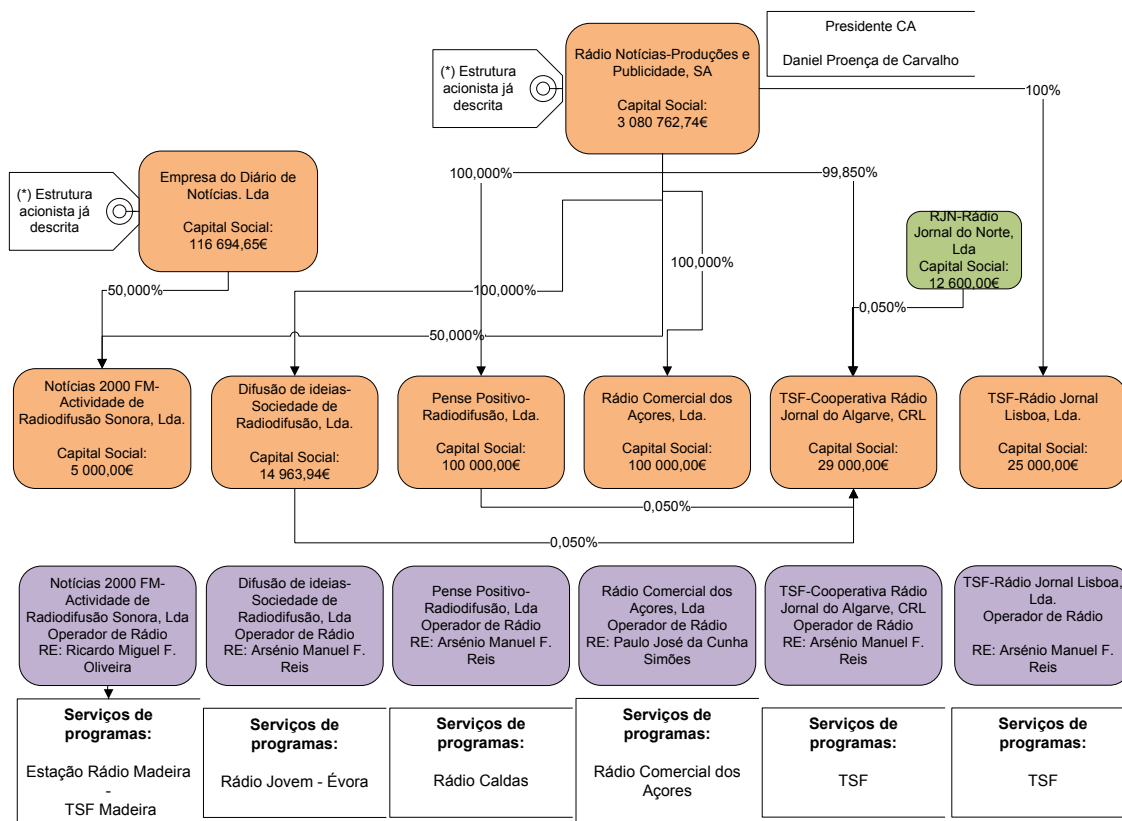 Presidente CA
Daniel Proença de Carvalho
Rádio Notícias-Produções e
Publicidade, SA
Capital Social:
3 080 762,74€
(*) Estrutura
acionista já
descrita
100%
Empresa do Diário de
Notícias. Lda
Capital Social:
116 694,65€
(*) Estrutura
acionista já
descrita
100,000%
99,850%
RJN-Rádio
Jornal do Norte,
Lda
Capital Social:
12 600,00€
100,000%
50,000%
100,000%
0,050%
50,000%
Notícias 2000 FM-
Actividade de
Radiodifusão Sonora, Lda.
Capital Social:
5 000,00€
Difusão de ideias-
Sociedade de
Radiodifusão, Lda.
Capital Social:
14 963,94€
Pense Positivo-
Radiodifusão, Lda.
Capital Social:
100 000,00€
Rádio Comercial dos
Açores, Lda.
Capital Social:
100 000,00€
TSF-Cooperativa Rádio
Jornal do Algarve, CRL
Capital Social:
29 000,00€
TSF-Rádio Jornal
Lisboa, Lda.
Capital Social:
25 000,00€
0,050%
0,050%
Notícias 2000 FM-
Actividade de
Radiodifusão Sonora, Lda
Operador de Rádio
RE: Ricardo Miguel F.
Oliveira
Difusão de ideias-
Sociedade de
Radiodifusão, Lda
Operador de Rádio
RE: Arsénio Manuel F.
Reis
Pense Positivo-
Radiodifusão, Lda
Operador de Rádio
RE: Arsénio Manuel F.
Reis
Rádio Comercial dos
Açores, Lda
Operador de Rádio
RE: Paulo José da Cunha
Simões
TSF-Cooperativa Rádio
Jornal do Algarve, CRL
Operador de Rádio
RE: Arsénio Manuel F.
Reis
TSF-Rádio Jornal Lisboa,
Lda.
Operador de Rádio
RE: Arsénio Manuel F.
Reis
Serviços de
programas:
Estação Rádio Madeira
-
TSF Madeira
Serviços de
programas:
Rádio Jovem - Évora
Serviços de
programas:
Rádio Caldas
Serviços de
programas:
Rádio Comercial dos
Açores
Serviços de
programas:
TSF
Serviços de
programas:
TSF